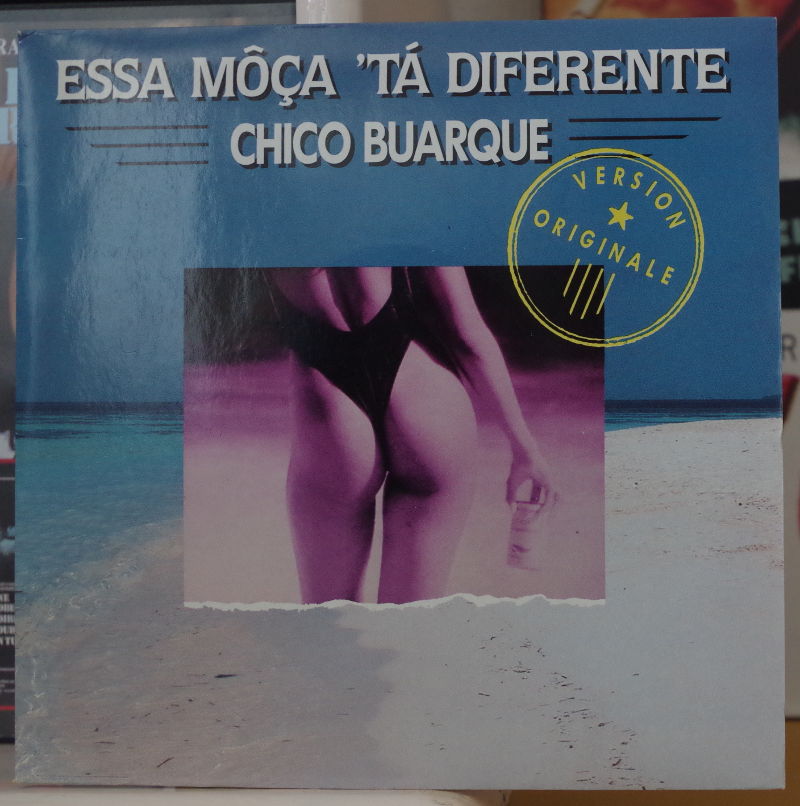 ESSA MÔÇA 'TÁ DIFERENTE
CHICO BUARQUE
VERSION
ORIGINALE